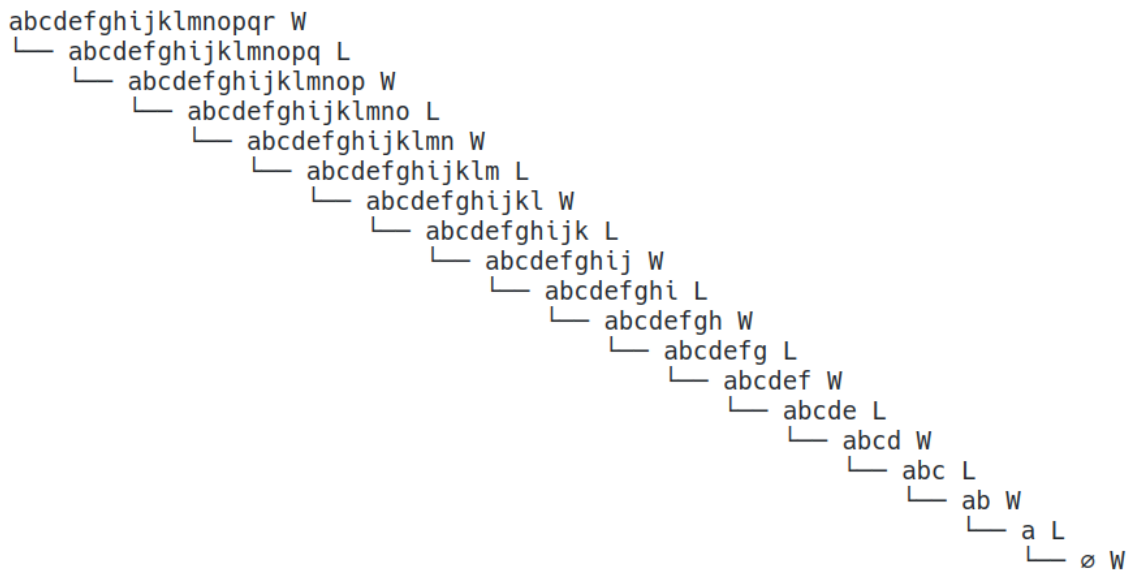 abcdefghijklmnopqr W
└── abcdefghijklmnopq L
└── abcdefghijklmnop W
└── abcdefghijklmno L
└── abcdefghijklmn W
└── abcdefghijklm L
└── abcdefghijkl W
└── abcdefghijk L
└── abcdefghij W
└── abcdefghi L
└── abcdefgh W
└── abcdefg L
└── abcdef W
└── abcde L
└── abcd W
└── abc L
└── ab W
└── a L
└── ∅ W